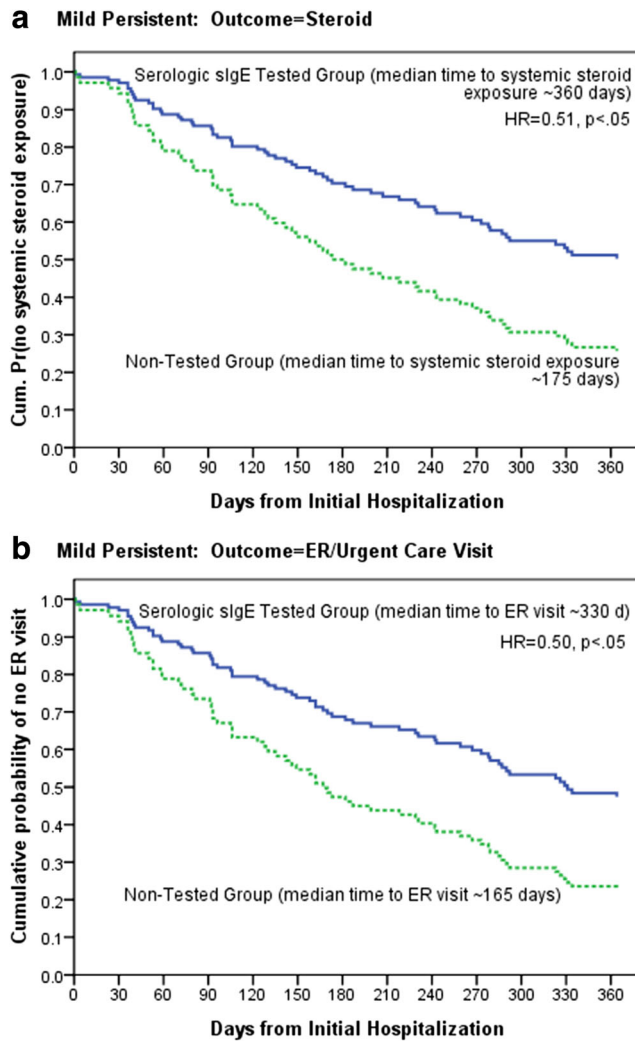 a Mild Persistent: Outcome=Steroid
Cum. Pr(no systemic steroid exposure)
1.0
0.9
0.8
0.7
0.6
0.5
0.4
0.3
0.2
0.1
0.0
Serologic sIgE Tested Group (median time to systemic steroid
exposure ~360 days)
HR=0.51, p<.05
Non-Tested Group (median time to systemic steroid exposure
~175 days)
0 30 60 90 120 150 180 210 240 270 300 330 360
Days from Initial Hospitalization
b Mild Persistent: Outcome=ER/Urgent Care Visit
Cumulative probability of no ER visit
1.0
0.9
0.8
0.7
0.6
0.5
0.4
0.3
0.2
0.1
0.0
Serologic sIgE Tested Group (median time to ER visit ~330 d)
HR=0.50, p<.05
Non-Tested Group (median time to ER visit ~165 days)
0 30 60 90 120 150 180 210 240 270 300 330 360
Days from Initial Hospitalization